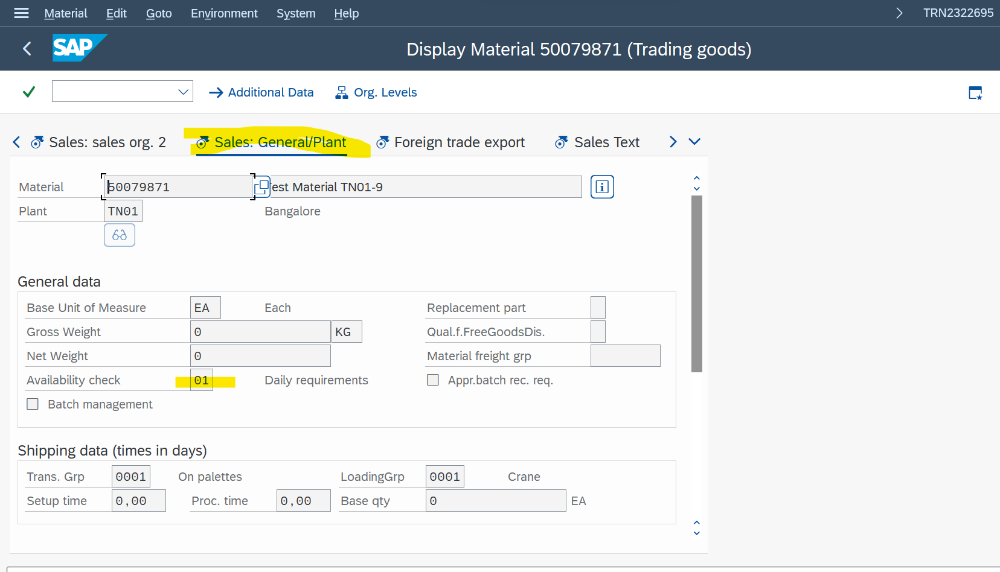 Material Edit Goto Environment System Help TRN2322695
SAP Display Material 50079871 (Trading goods)
Additional Data Org. Levels
Sales: sales org. 2 Sales: General/Plant Foreign trade export Sales Text
Material 50079871 est Material TN01-9
Plant TN01 Bangalore
General data
Base Unit of Measure EA Each Replacement part
Gross Weight 0 KG Qual.f.FreeGoodsDis.
Net Weight 0 Material freight grp
Availability check 01 Daily requirements Appr.batch rec. req.
Batch management
Shipping data (times in days)
Trans. Grp 0001 On palettes LoadingGrp 0001 Crane
Setup time 0,00 Proc. time 0,00 Base qty 0 EA